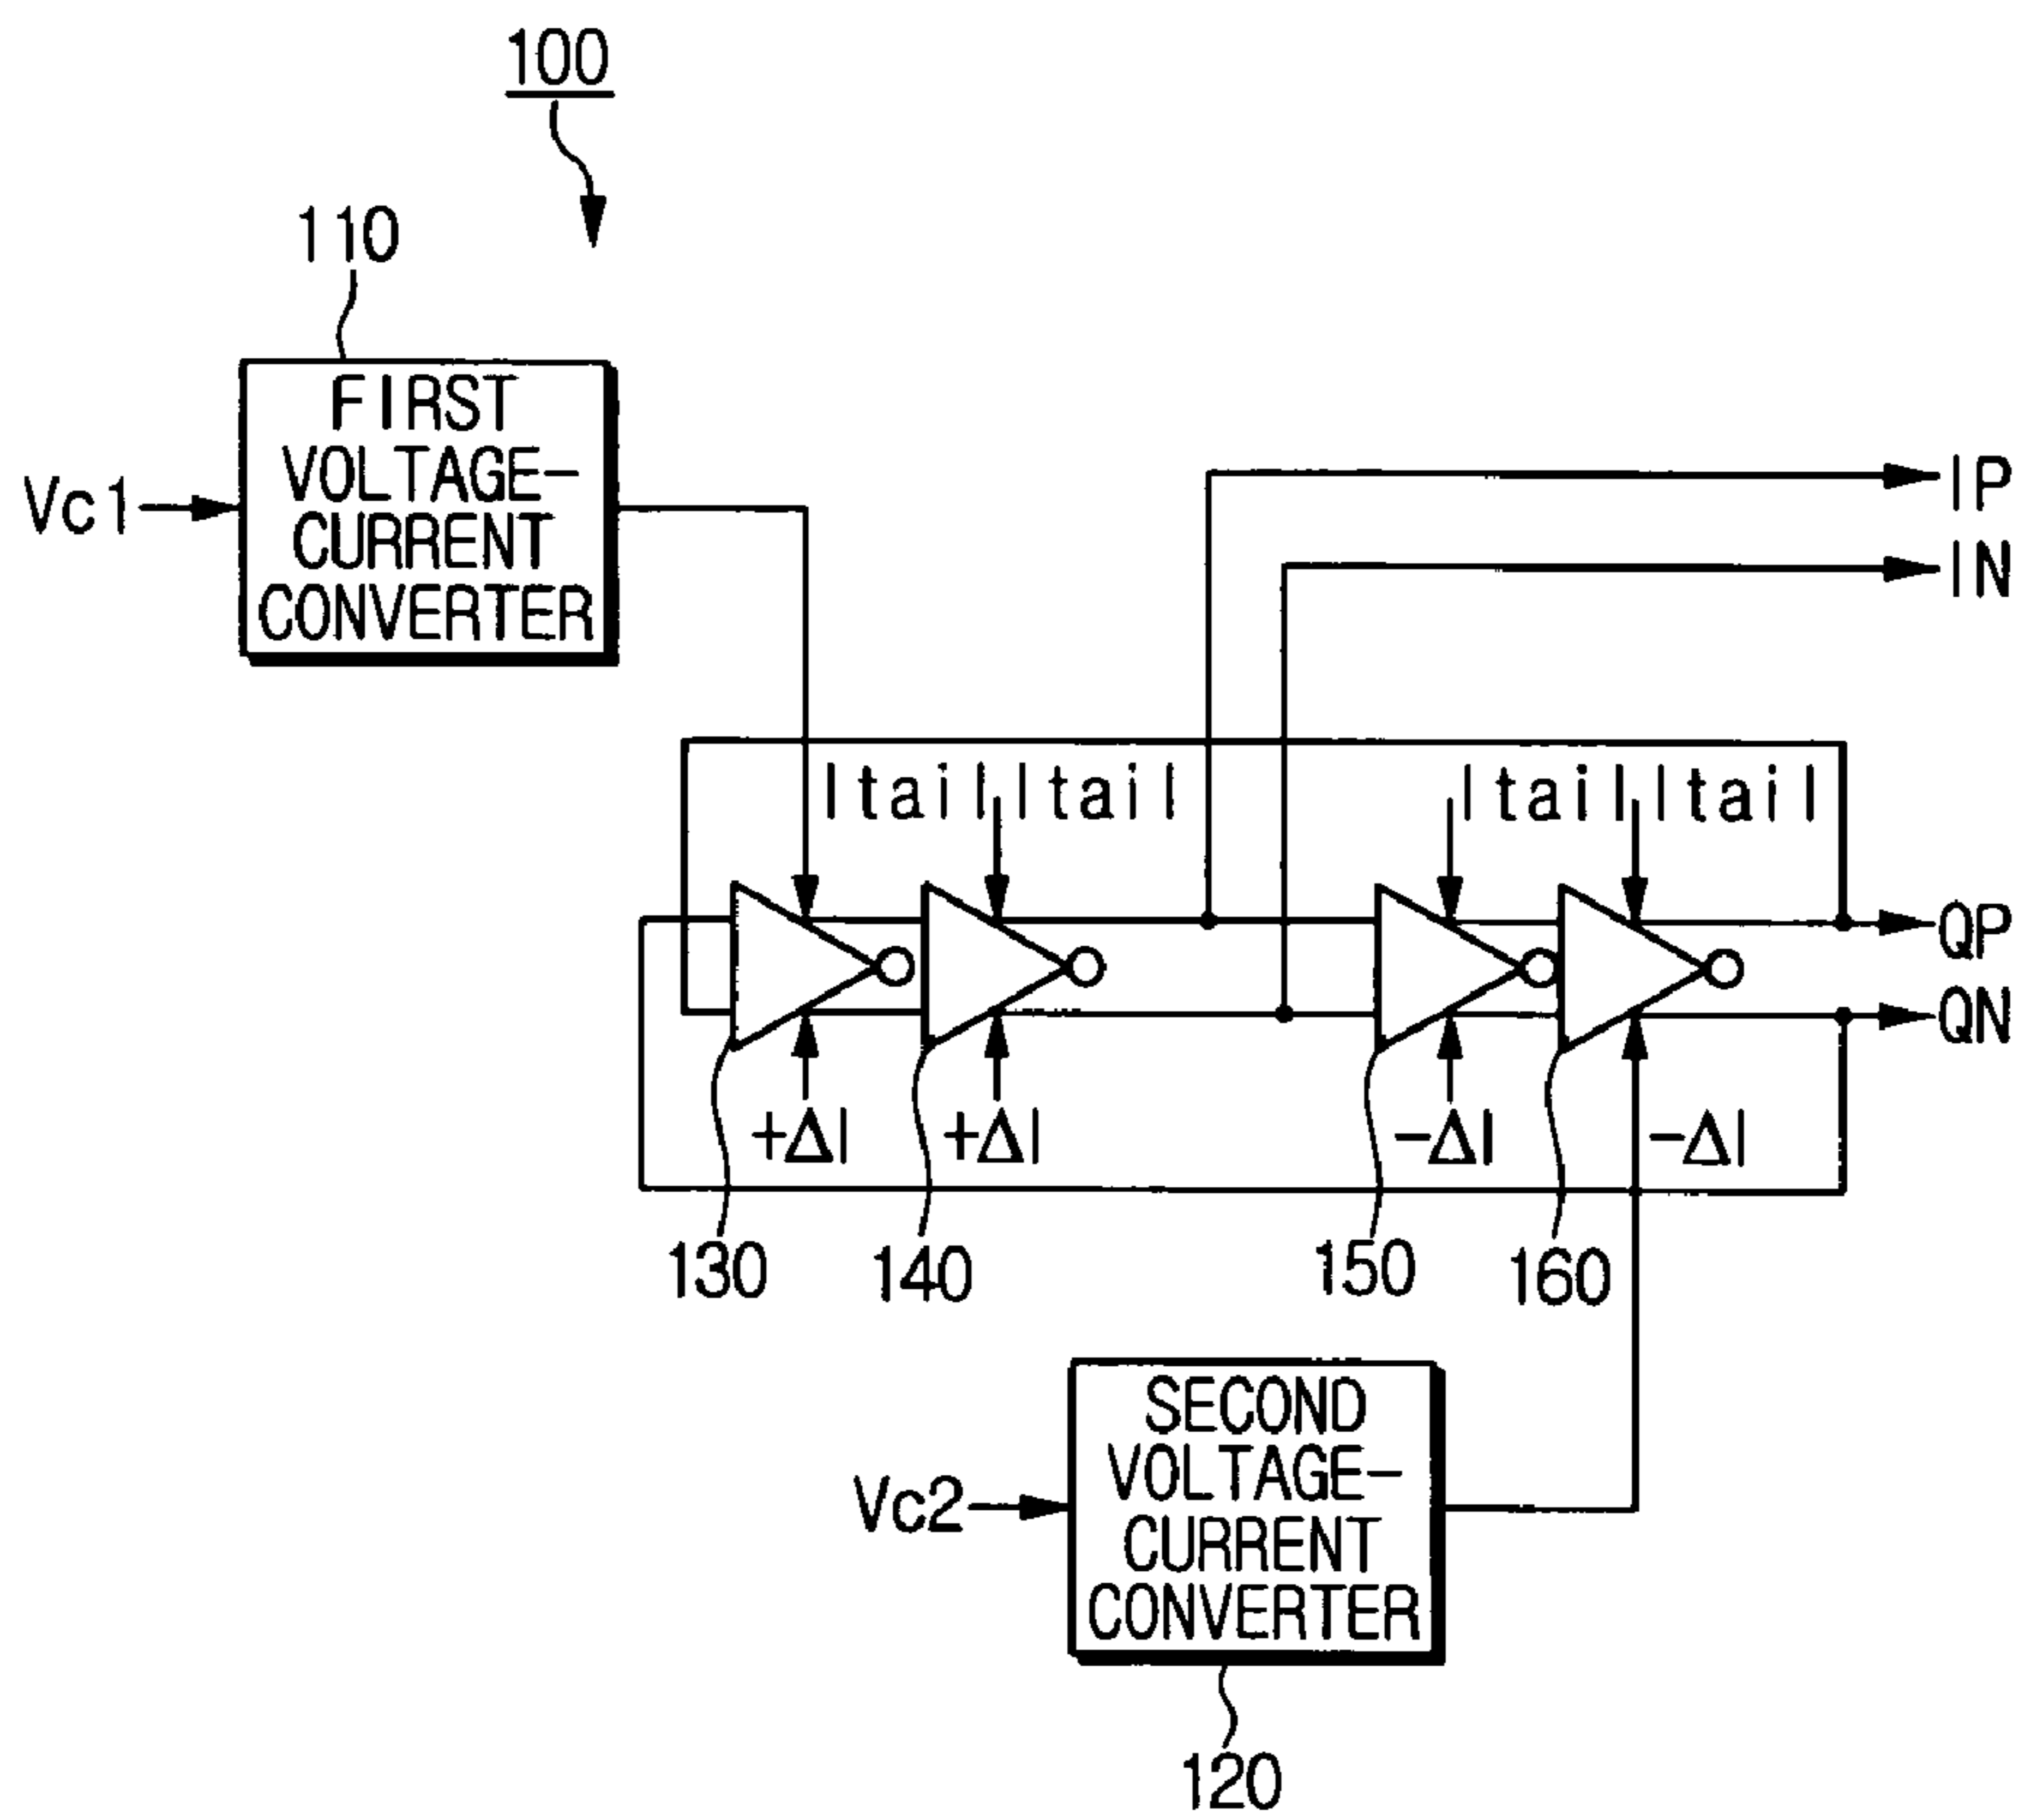 100
110
FIRST
VOLTAGE-
CURRENT
CONVERTER
Vc1
IP
IN
Itail Itail Itail Itail
QP
QN
+ΔI +ΔI -ΔI -ΔI
130 140 150 160
SECOND
VOLTAGE-
CURRENT
CONVERTER
Vc2
120